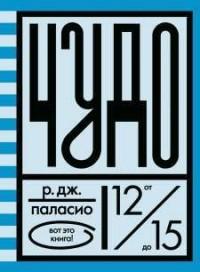 ЧУДО
Р. ДЖ.
ПАЛАСИО
ВОТ ЭТО
КНИГА!
ОТ
12/15
ДО